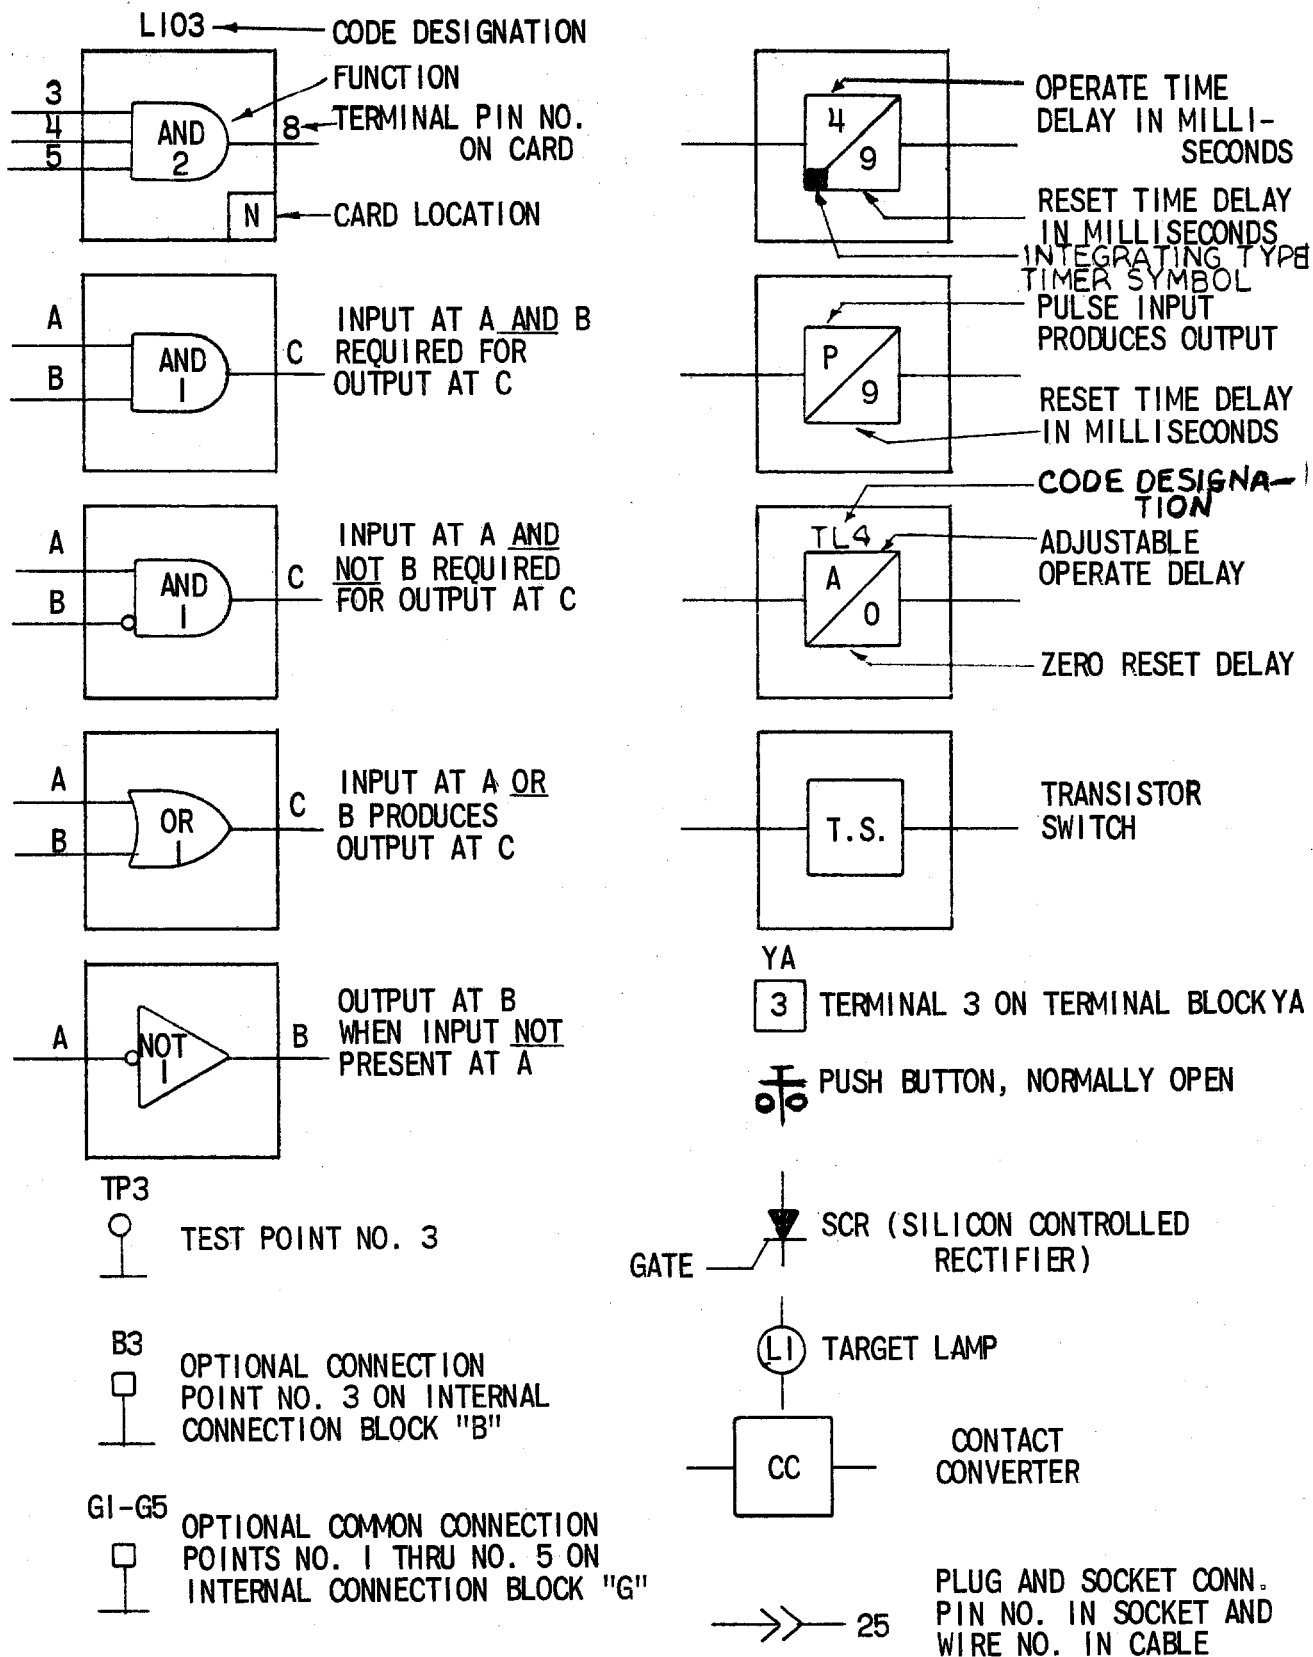 L103
CODE DESIGNATION
FUNCTION
3
4
5
AND
2
8
TERMINAL PIN NO.
ON CARD
N
CARD LOCATION
A
B
AND
1
C
INPUT AT A AND B
REQUIRED FOR
OUTPUT AT C
A
B
AND
1
C
INPUT AT A AND
NOT B REQUIRED
FOR OUTPUT AT C
A
B
OR
1
C
INPUT AT A OR
B PRODUCES
OUTPUT AT C
A
NOT
1
B
OUTPUT AT B
WHEN INPUT NOT
PRESENT AT A
TP3
TEST POINT NO. 3
B3
OPTIONAL CONNECTION
POINT NO. 3 ON INTERNAL
CONNECTION BLOCK "B"
G1-G5
OPTIONAL COMMON CONNECTION
POINTS NO. 1 THRU NO. 5 ON
INTERNAL CONNECTION BLOCK "G"
4
9
OPERATE TIME
DELAY IN MILLI-
SECONDS
RESET TIME DELAY
IN MILLISECONDS
INTEGRATING TYPE
TIMER SYMBOL
P
9
PULSE INPUT
PRODUCES OUTPUT
RESET TIME DELAY
IN MILLISECONDS
CODE DESIGNA-
TION
TL4
A
0
ADJUSTABLE
OPERATE DELAY
ZERO RESET DELAY
T.S.
TRANSISTOR
SWITCH
YA
3
TERMINAL 3 ON TERMINAL BLOCK YA
PUSH BUTTON, NORMALLY OPEN
GATE
SCR (SILICON CONTROLLED
RECTIFIER)
L1
TARGET LAMP
CC
CONTACT
CONVERTER
25
PLUG AND SOCKET CONN.
PIN NO. IN SOCKET AND
WIRE NO. IN CABLE